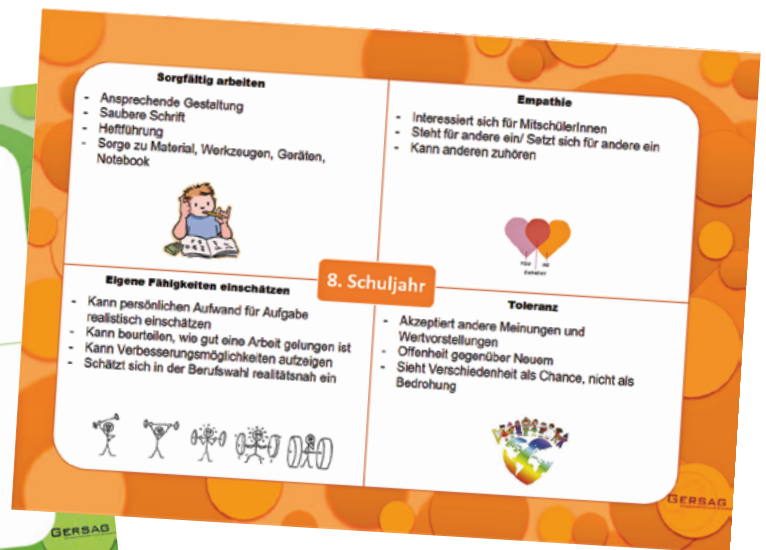 Sorgfältig arbeiten
- Ansprechende Gestaltung
- Saubere Schrift
- Heftführung
- Sorge zu Material, Werkzeugen, Geräten,
Notebook
Empathie
- Interessiert sich für MitschülerInnen
- Steht für andere ein/ Setzt sich für andere ein
- Kann anderen zuhören
YOU ME
EMPATHY
8. Schuljahr
Eigene Fähigkeiten einschätzen
- Kann persönlichen Aufwand für Aufgabe
realistisch einschätzen
- Kann beurteilen, wie gut eine Arbeit gelungen ist
- Kann Verbesserungsmöglichkeiten aufzeigen
- Schätzt sich in der Berufswahl realitätsnah ein
Toleranz
- Akzeptiert andere Meinungen und
Wertvorstellungen
- Offenheit gegenüber Neuem
- Sieht Verschiedenheit als Chance, nicht als
Bedrohung
GERSAG
GERSAG